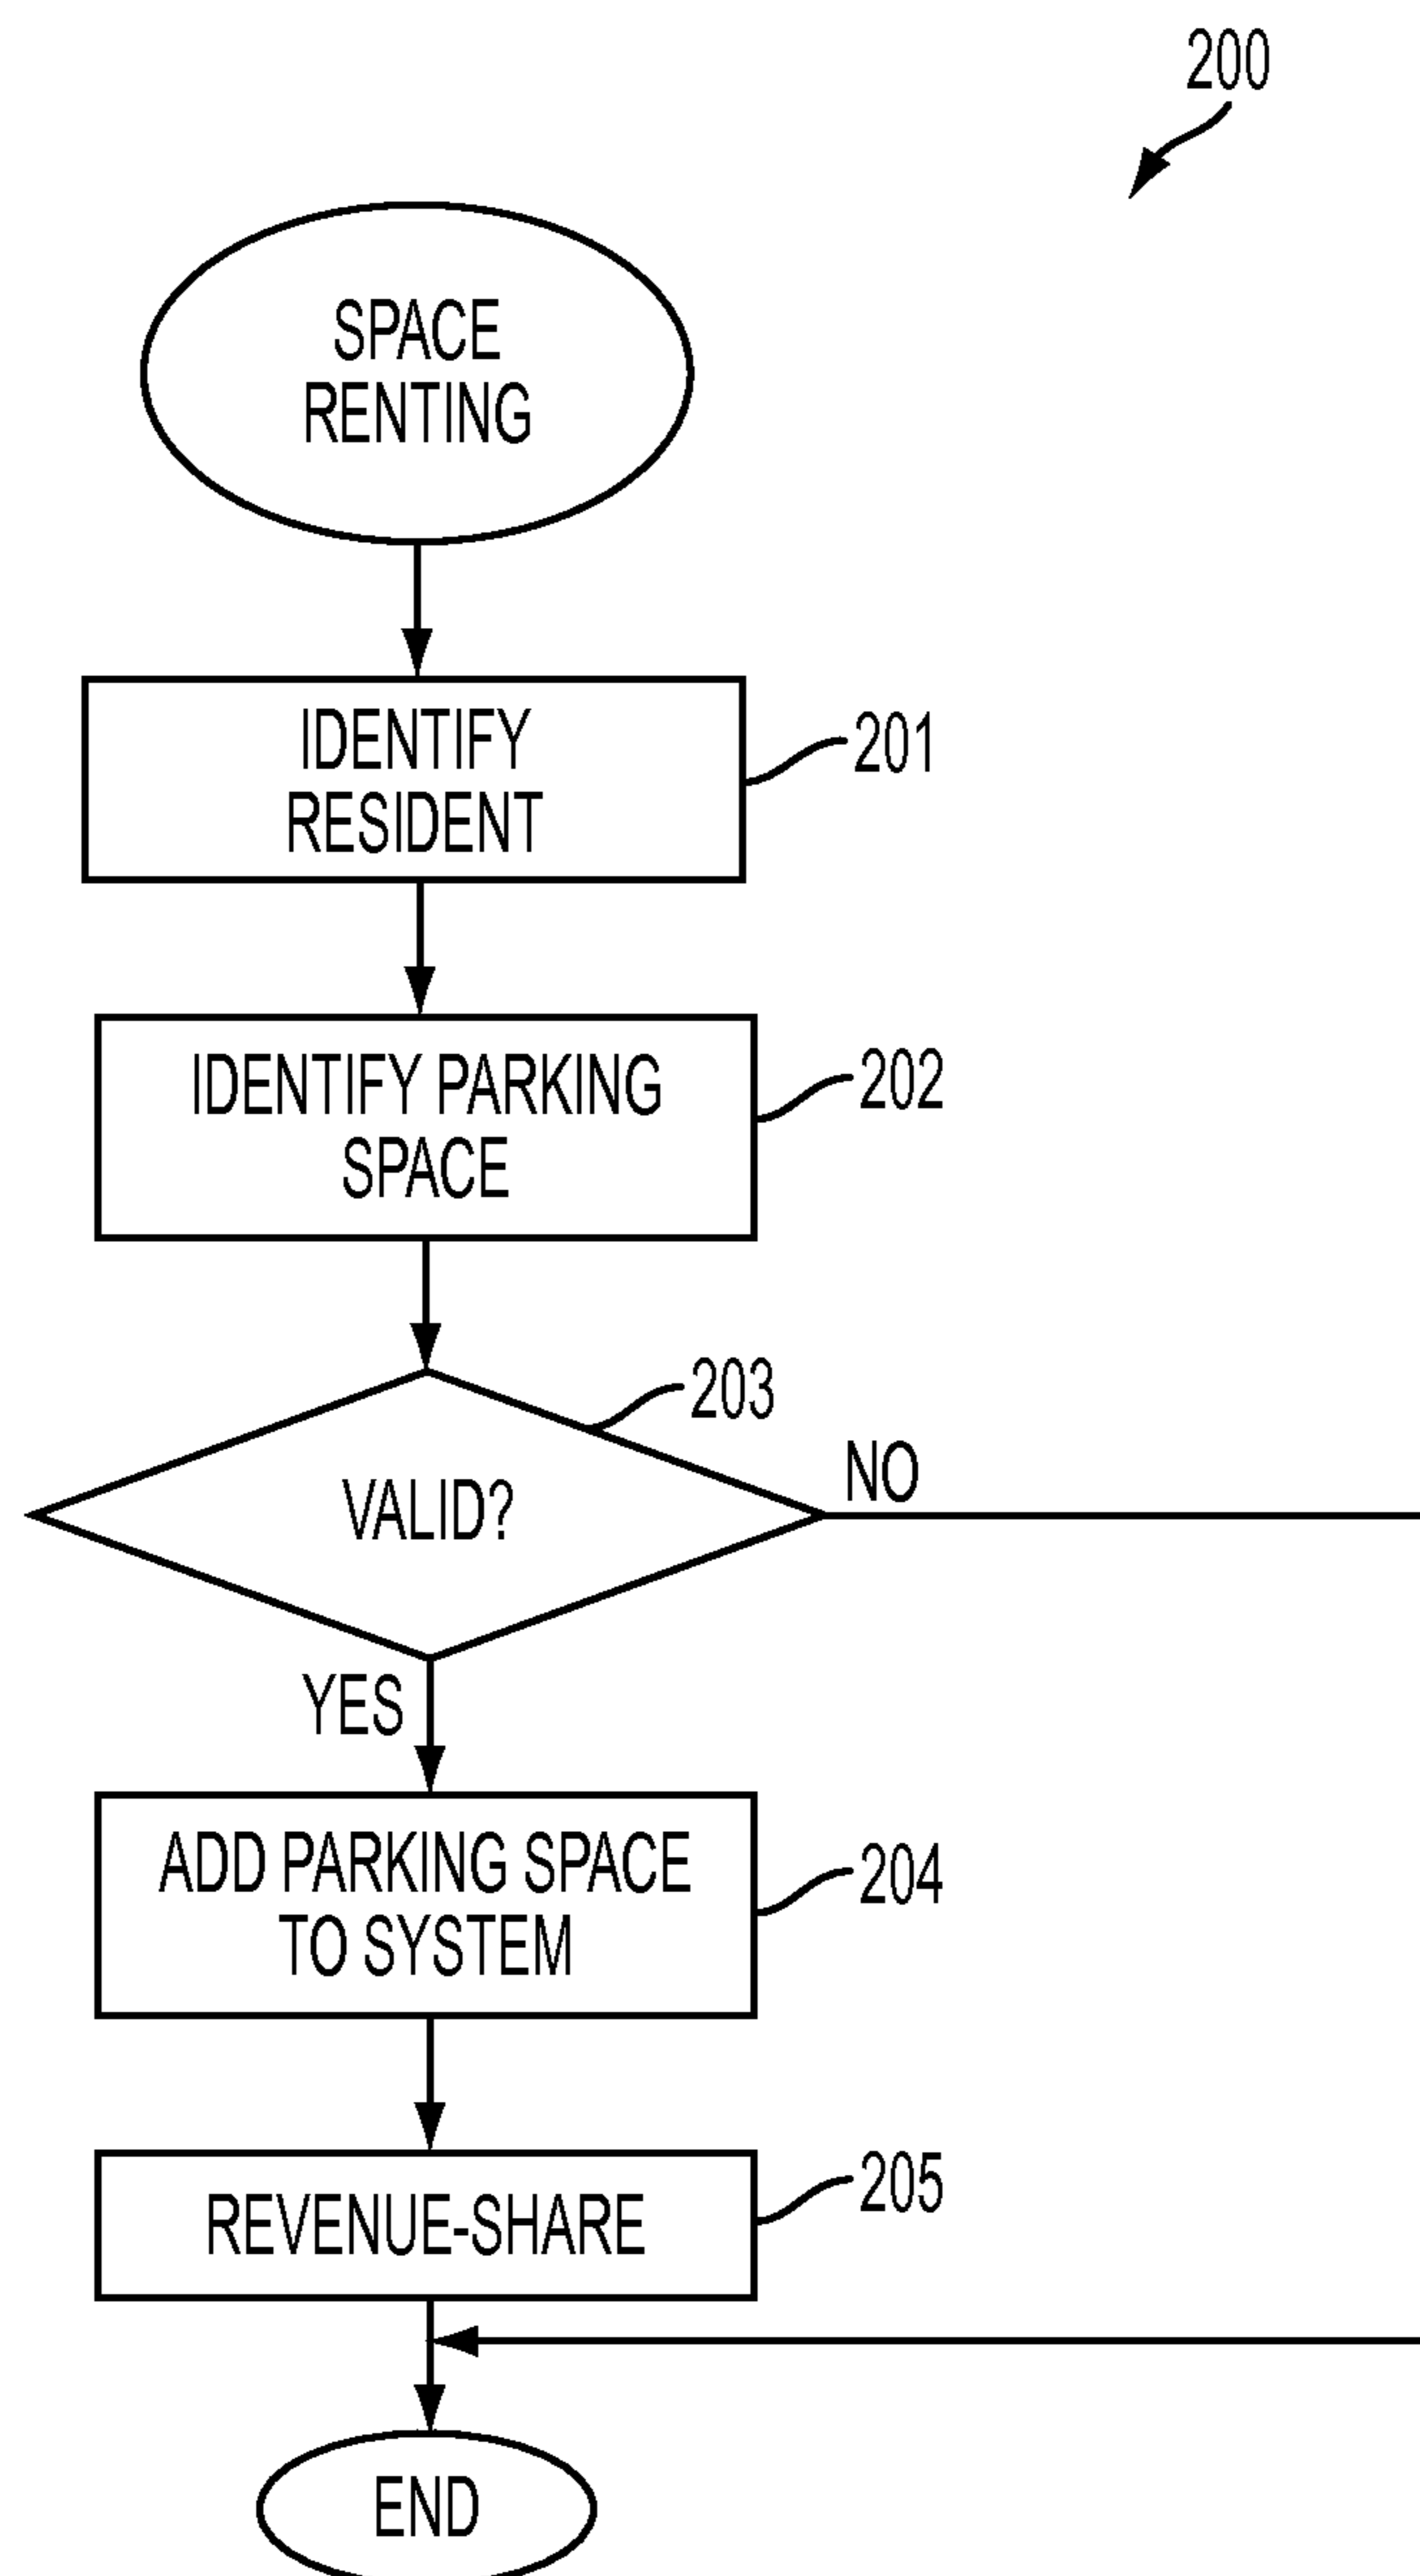 200
SPACE
RENTING
IDENTIFY
RESIDENT
201
IDENTIFY PARKING
SPACE
202
203
VALID?
NO
YES
ADD PARKING SPACE
TO SYSTEM
204
REVENUE-SHARE
205
END